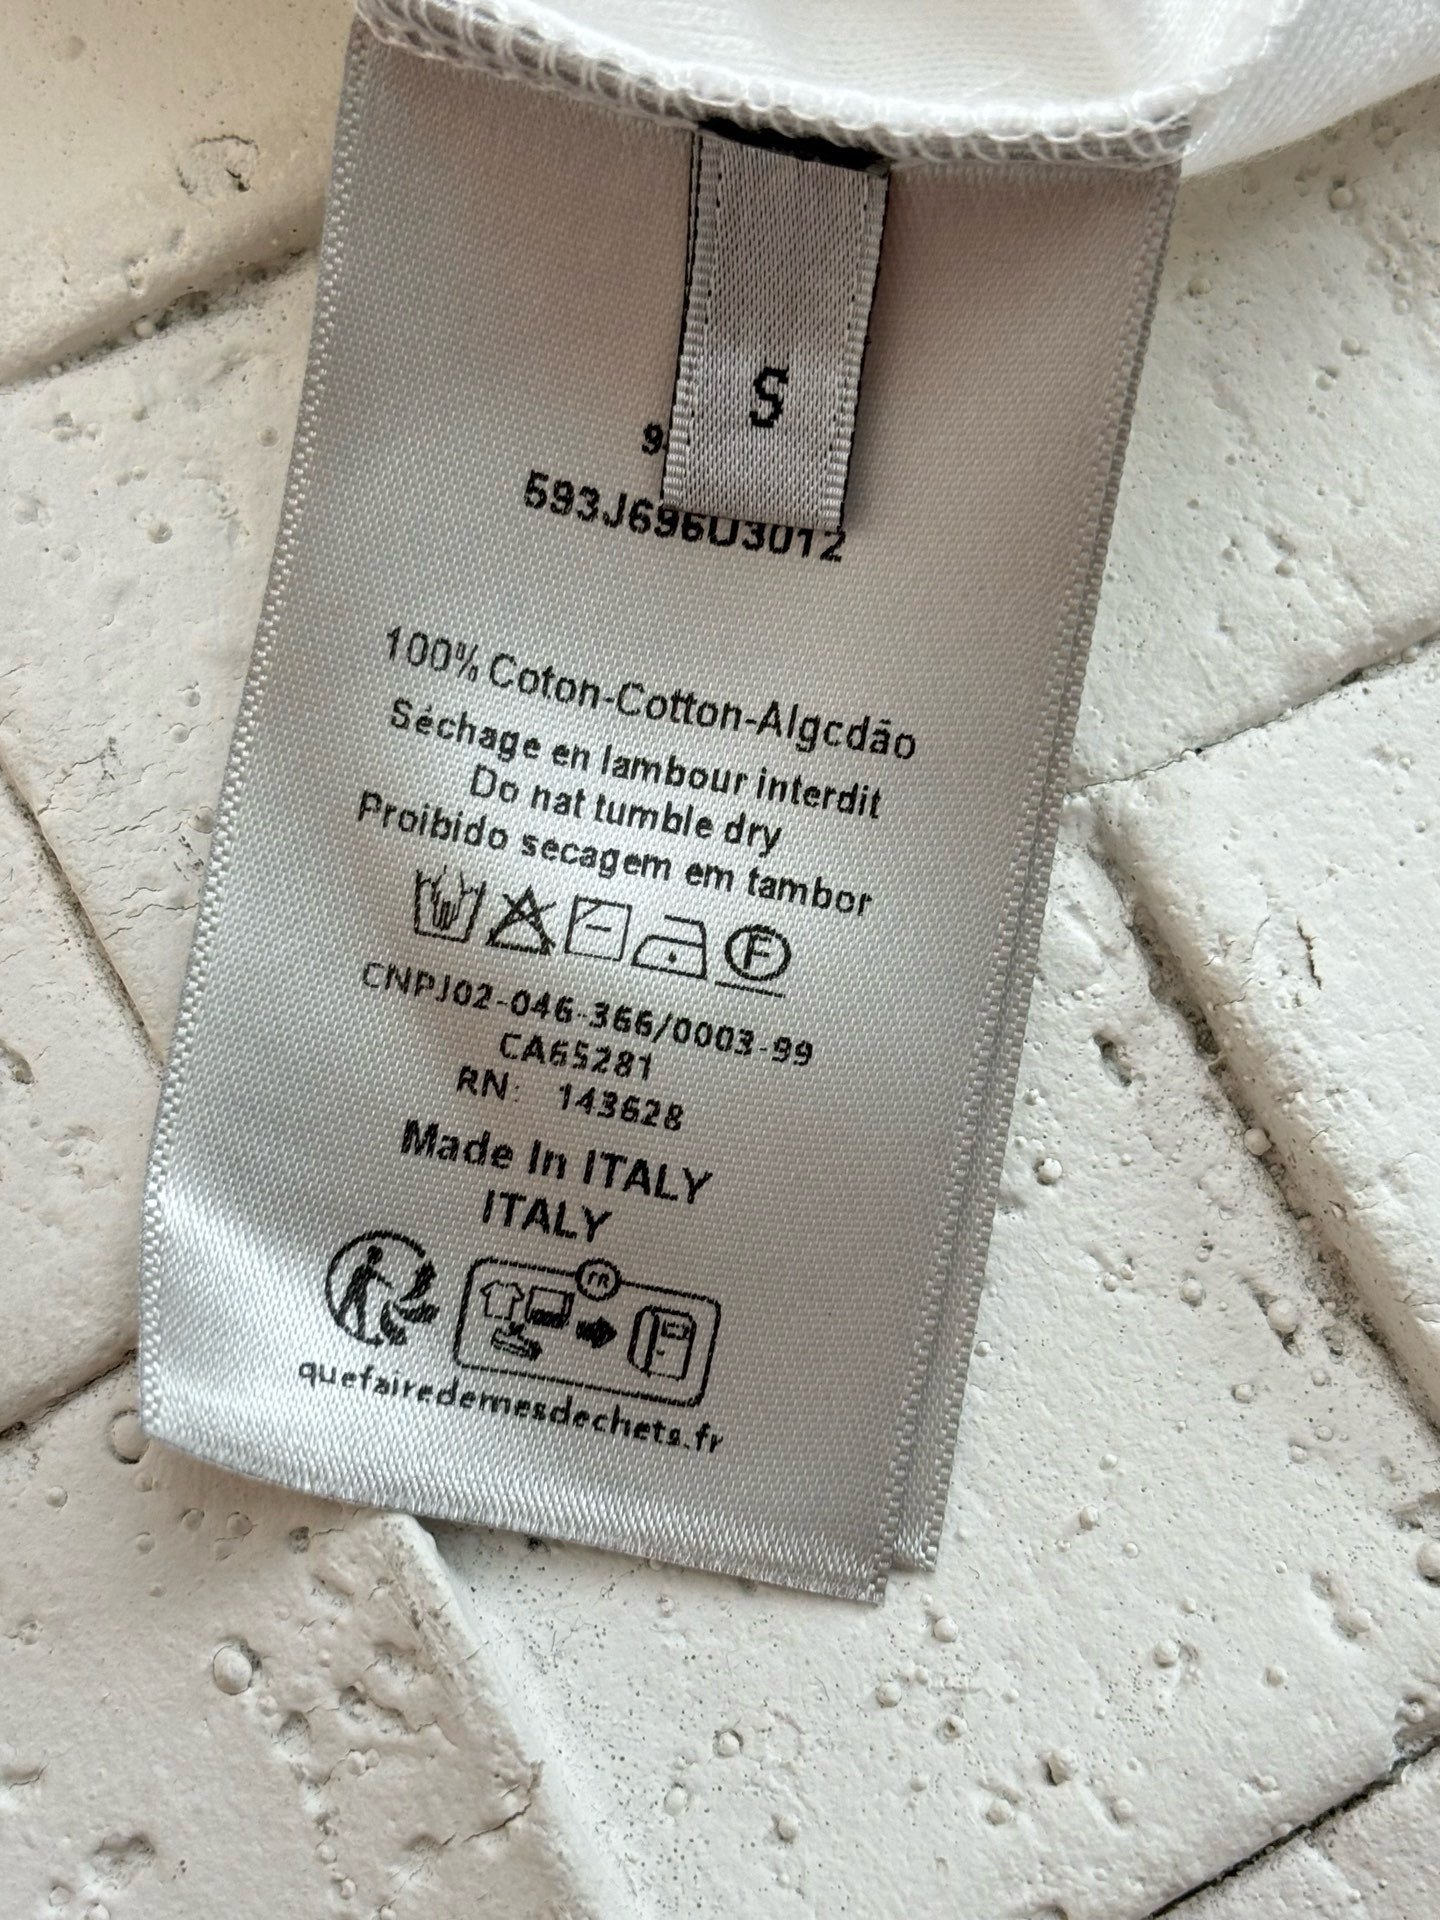 S
593J696U3012
100% Coton-Cotton-Algcdão
Séchage en lambour interdit
Do nat tumble dry
Proibido secagem em tambor
F
CNPJ02-046-366/0003-99
CA65281
RN: 143628
Made In ITALY
ITALY
FR
quefairedemesdechets.fr